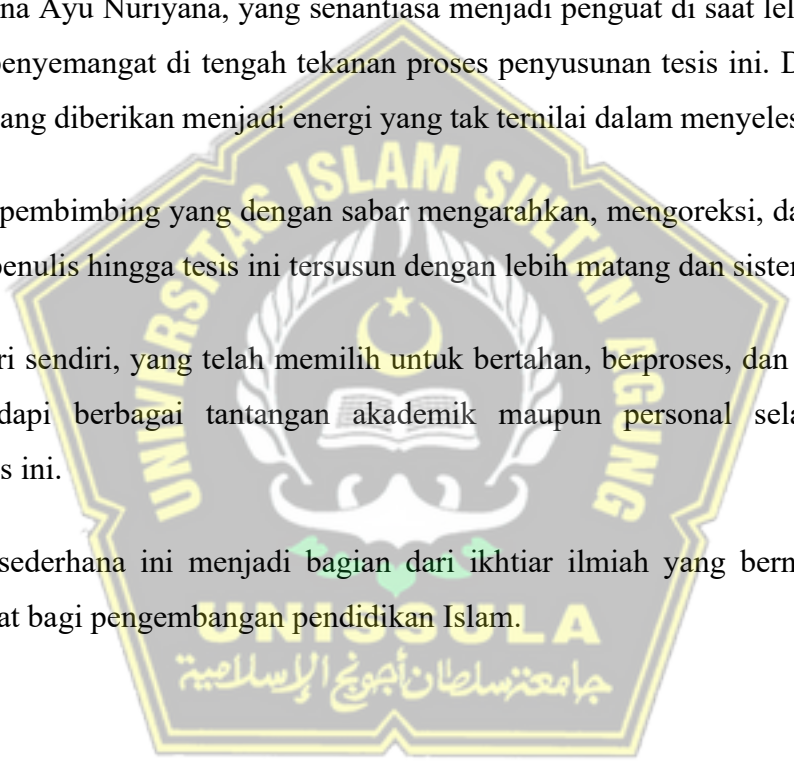 na Ayu Nuriyana, yang senantiasa menjadi penguat di saat lel
penyemangat di tengah tekanan proses penyusunan tesis ini. D
ang diberikan menjadi energi yang tak ternilai dalam menyeles
pembimbing yang dengan sabar mengarahkan, mengoreksi, da
penulis hingga tesis ini tersusun dengan lebih matang dan sister
ri sendiri, yang telah memilih untuk bertahan, berproses, dan
dapi berbagai tantangan akademik maupun personal sela
s ini.
sederhana ini menjadi bagian dari ikhtiar ilmiah yang bern
at bagi pengembangan pendidikan Islam.
UNIVERSITAS ISLAM SULTAN AGUNG
UNISSULA
جامعة سلطان أجونج الإسلامية